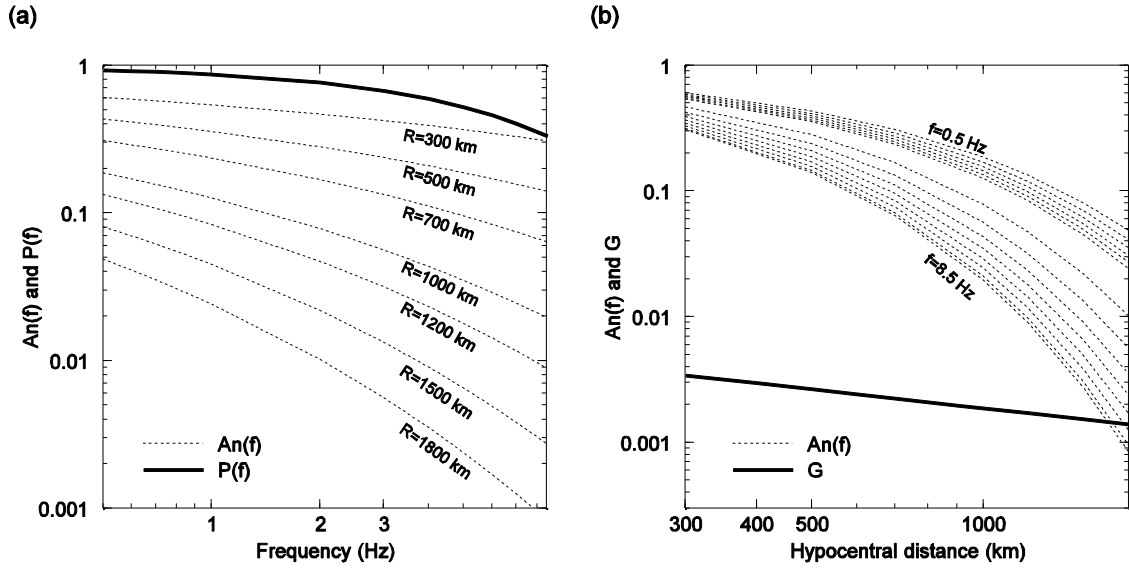 (a)
An(f) and P(f)
1
0.1
0.01
0.001
R=300 km
R=500 km
R=700 km
R=1000 km
R=1200 km
R=1500 km
R=1800 km
An(f)
P(f)
1
2
3
Frequency (Hz)
(b)
An(f) and G
1
0.1
0.01
0.001
f=0.5 Hz
f=8.5 Hz
An(f)
G
300
400
500
1000
Hypocentral distance (km)